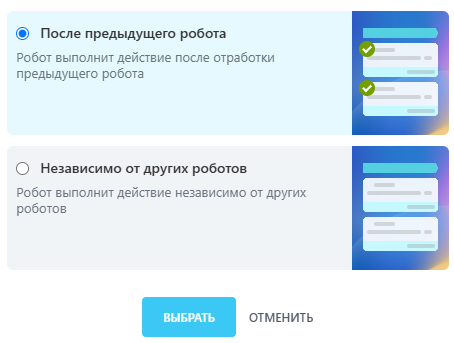 После предыдущего робота
Робот выполнит действие после отработки
предыдущего робота
Независимо от других роботов
Робот выполнит действие независимо от других
роботов
ВЫБРАТЬ
ОТМЕНИТЬ